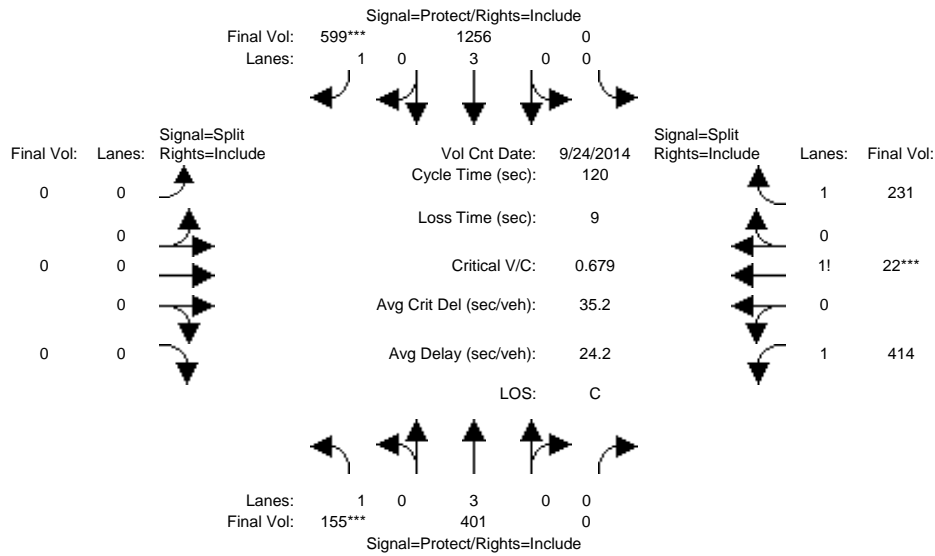 Signal=Protect/Rights=Include
Final Vol: 599*** 1256 0
Lanes: 1 0 3 0 0
Signal=Split
Final Vol: Lanes: Rights=Include
Vol Cnt Date: 9/24/2014
Signal=Split
Rights=Include Lanes: Final Vol:
Cycle Time (sec): 120
0 0
1 231
Loss Time (sec): 9
0
0
0 0
Critical V/C: 0.679
1! 22***
0
Avg Crit Del (sec/veh): 35.2
0
0 0
Avg Delay (sec/veh): 24.2
1 414
LOS: C
Lanes: 1 0 3 0 0
Final Vol: 155*** 401 0
Signal=Protect/Rights=Include